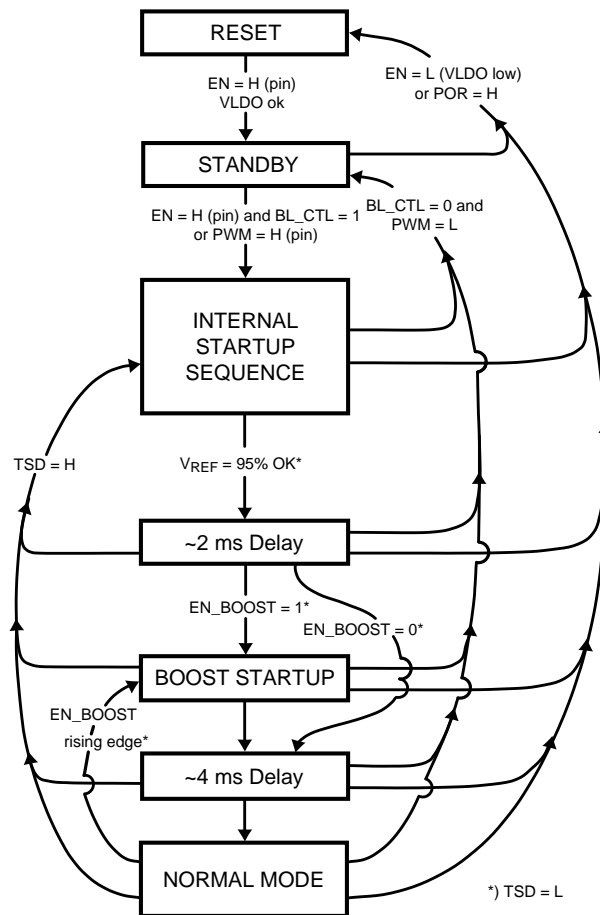 RESET
EN = H (pin)
VLDO ok
EN = L (VLDO low)
or POR = H
STANDBY
EN = H (pin) and BL_CTL = 1
or PWM = H (pin)
BL_CTL = 0 and
PWM = L
INTERNAL
STARTUP
SEQUENCE
TSD = H
VREF = 95% OK*
~2 ms Delay
EN_BOOST = 1*
EN_BOOST = 0*
BOOST STARTUP
EN_BOOST
rising edge*
~4 ms Delay
NORMAL MODE
*) TSD = L